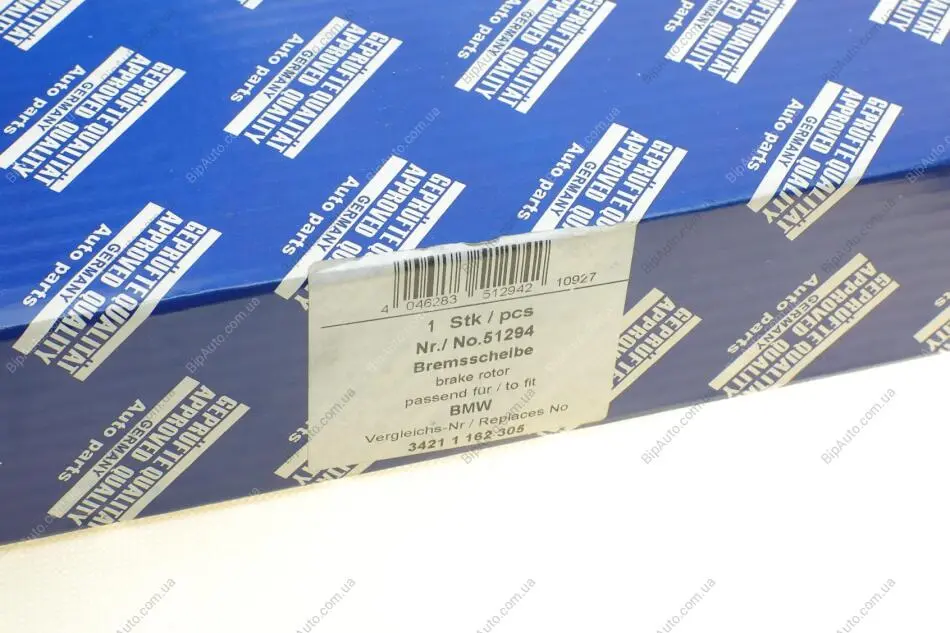 GEPRÜFTE QUALITÄT
APPROVED QUALITY
GERMANY
Auto parts
4 046283 512942 10927
1 Stk / pcs
Nr./ No.51294
Bremsscheibe
brake rotor
passend für / to fit
BMW
Vergleichs-Nr / Replaces No
3421 1 162 305
BipAuto.com.ua